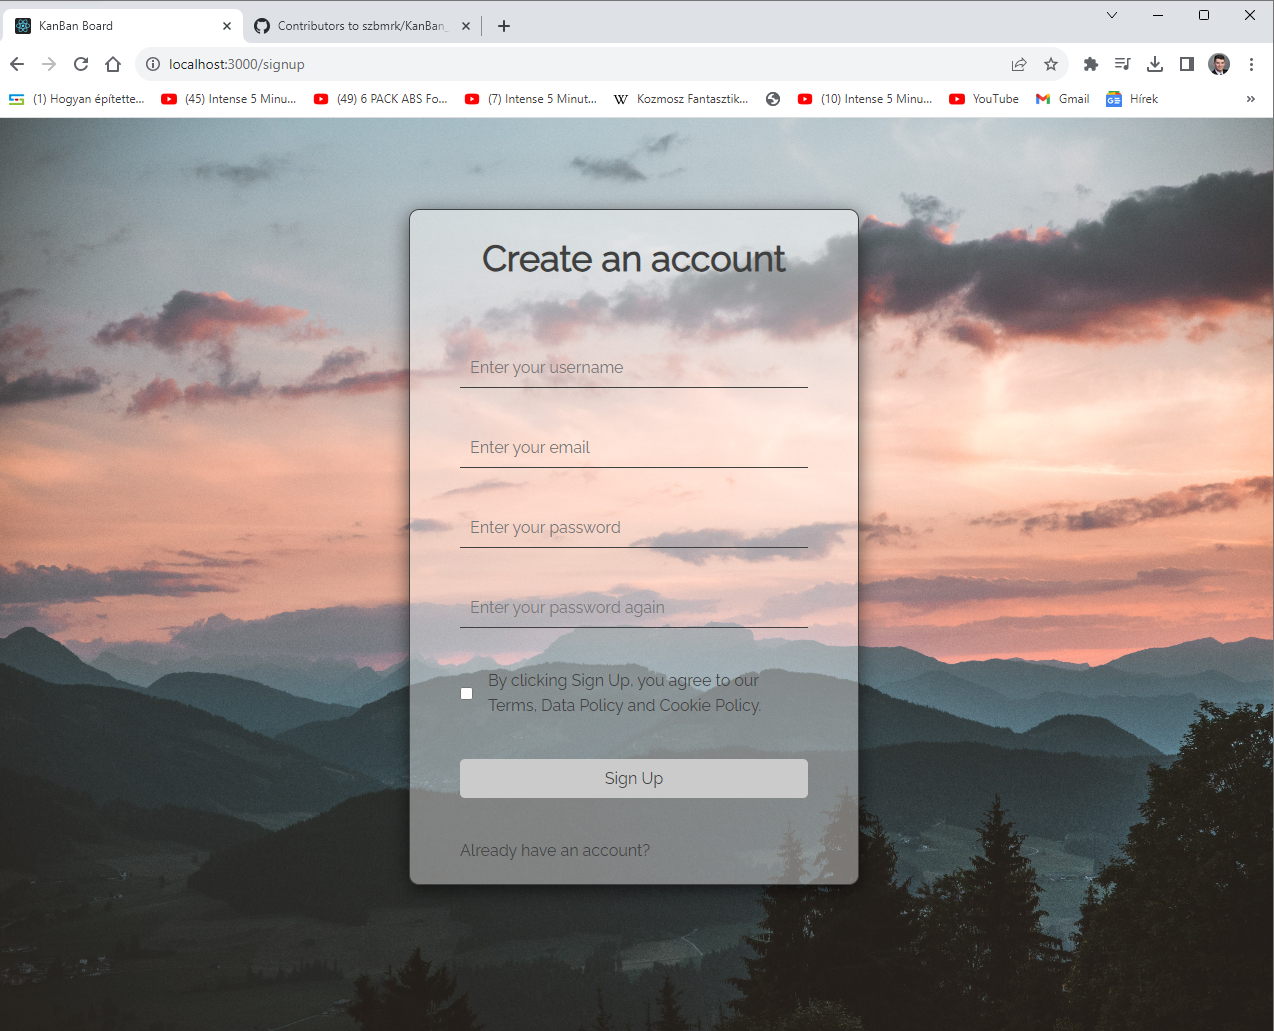 KanBan Board
Contributors to szbmrk/KanBan_
localhost:3000/signup
(1) Hogyan építette...
(45) Intense 5 Minu...
(49) 6 PACK ABS Fo...
(7) Intense 5 Minut...
W Kozmosz Fantasztik...
(10) Intense 5 Minu...
YouTube
Gmail
GE Hírek
Create an account
Enter your username
Enter your email
Enter your password
Enter your password again
By clicking Sign Up, you agree to our
Terms, Data Policy and Cookie Policy.
Sign Up
Already have an account?